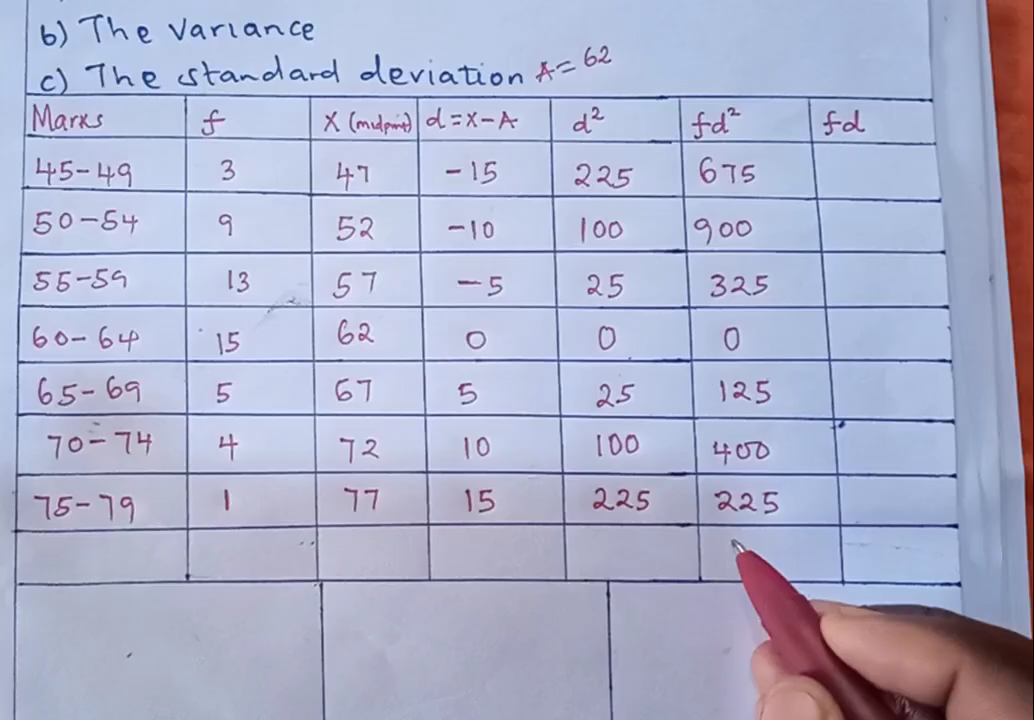 b) The Variance
c) The standard deviation A=62
Marks f X (midpoint) d=X-A d² fd² fd
45-49 3 47 -15 225 675
50-54 9 52 -10 100 900
55-59 13 57 -5 25 325
60-64 15 62 0 0 0
65-69 5 67 5 25 125
70-74 4 72 10 100 400
75-79 1 77 15 225 225